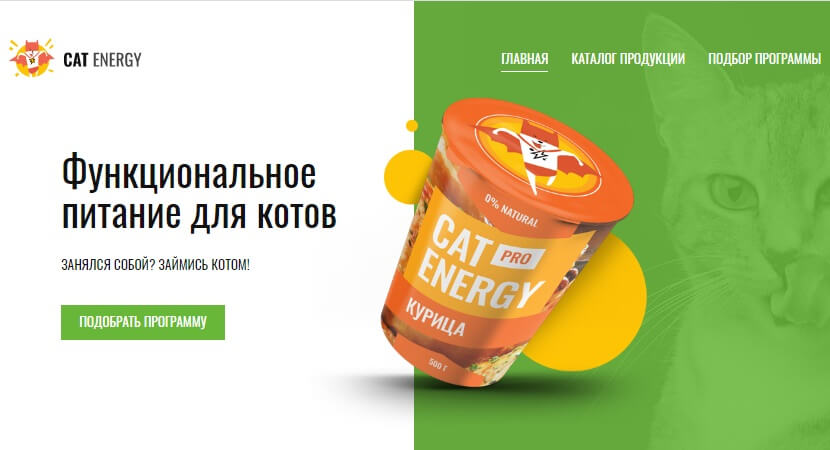 CAT ENERGY
ГЛАВНАЯ
КАТАЛОГ ПРОДУКЦИИ
ПОДБОР ПРОГРАММЫ
Функциональное
питание для котов
ЗАНЯЛСЯ СОБОЙ? ЗАЙМИСЬ КОТОМ!
ПОДОБРАТЬ ПРОГРАММУ
0% NATURAL
CAT PRO
ENERGY
КУРИЦА
500 Г